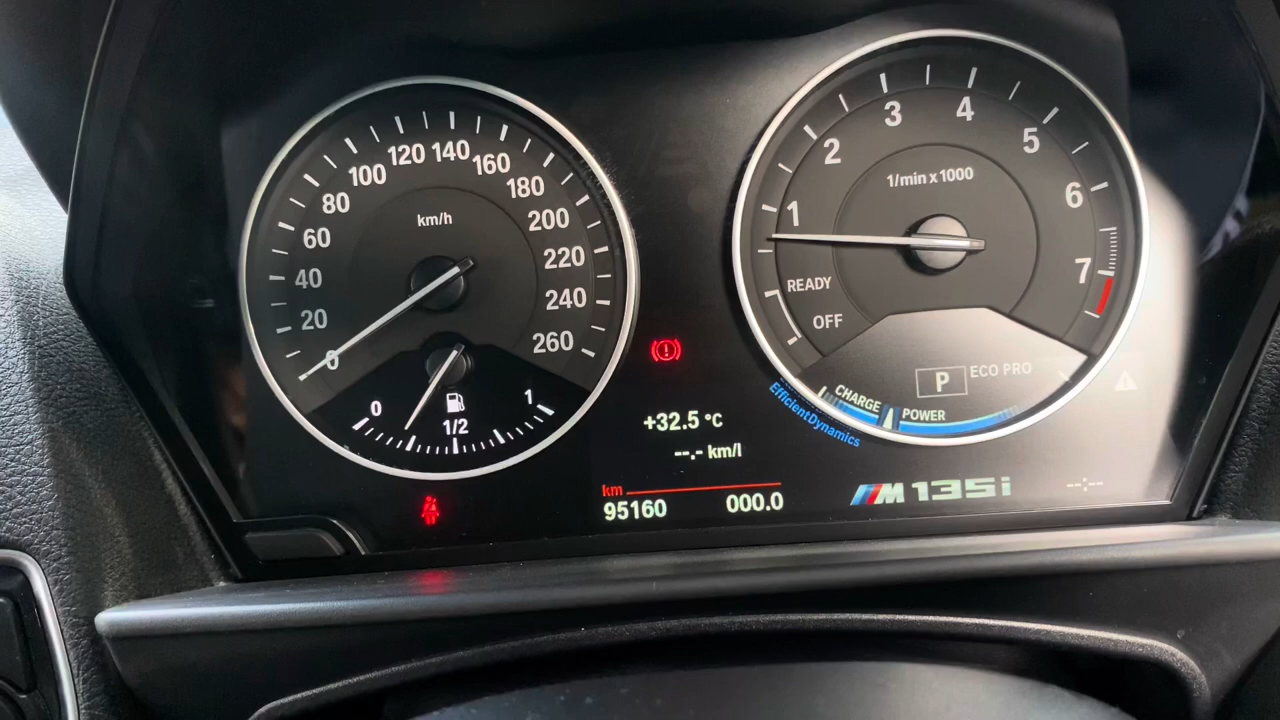 0
20
40
60
80
100
120
140
160
180
200
220
240
260
km/h
0
1/2
1
1
2
3
4
5
6
7
1/min x 1000
READY
OFF
P ECO PRO
CHARGE POWER
EfficientDynamics
+32.5 °C
--.- km/l
km
95160 000.0
M135i
--:--